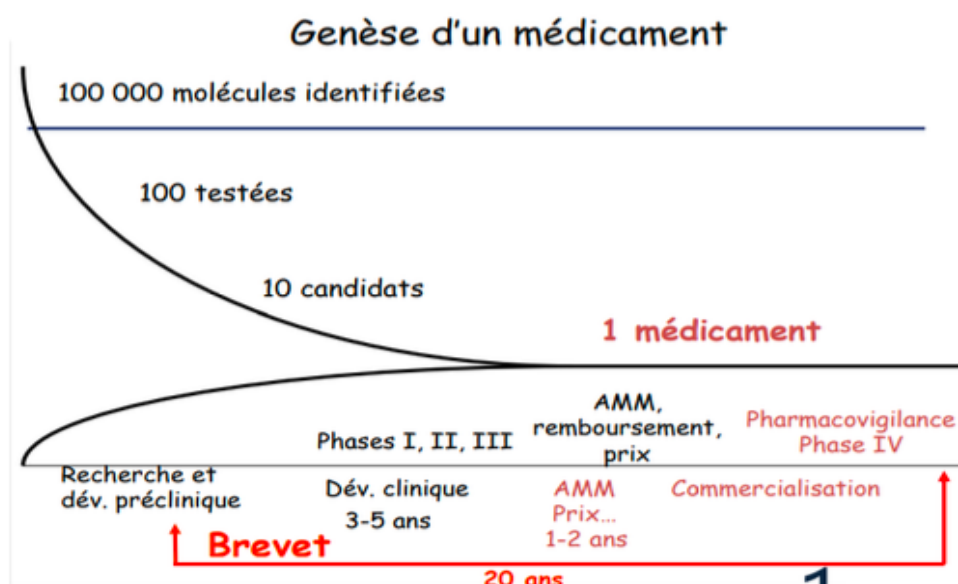 Genèse d'un médicament
100 000 molécules identifiées
100 testées
10 candidats
1 médicament
AMM,
remboursement,
prix
Pharmacovigilance
Phase IV
Phases I, II, III
Recherche et
dév. préclinique
Dév. clinique
3-5 ans
AMM
Prix...
1-2 ans
Commercialisation
Brevet
20 ans